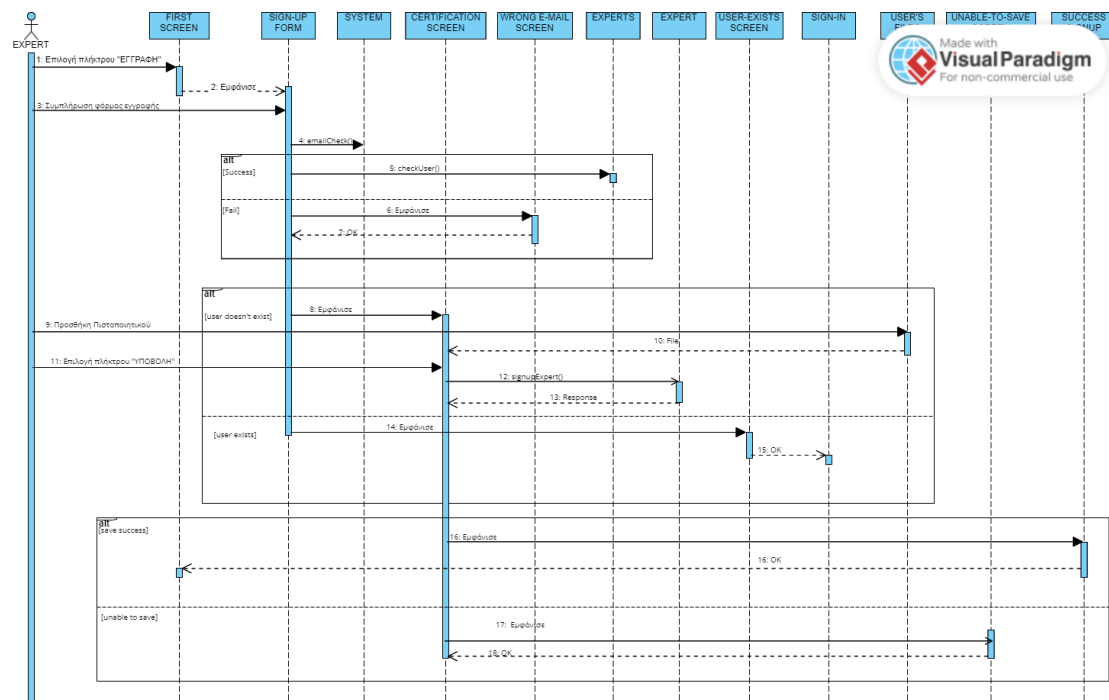 EXPERT
FIRST
SCREEN
SIGN-UP
FORM
SYSTEM
CERTIFICATION
SCREEN
WRONG E-MAIL
SCREEN
EXPERTS
EXPERT
USER-EXISTS
SCREEN
SIGN-IN
USER'S
UNABLE-TO-SAVE
SUCCESS
Made with
Visual Paradigm
For non-commercial use
1: Επιλογή πλήκτρου "ΕΓΓΡΑΦΗ"
2: Εμφάνισε
3: Συμπλήρωση φόρμας εγγραφής
4: emailCheck()
alt
[Success]
5: checkUser()
[Fail]
6: Εμφάνισε
7: OK
alt
[user doesn't exist]
8: Εμφάνισε
9: Προσθήκη Πιστοποιητικού
10: File
11: Επιλογή πλήκτρου "ΥΠΟΒΟΛΗ"
12: signupExpert()
13: Response
[user exists]
14: Εμφάνισε
15: OK
alt
[save success]
16: Εμφάνισε
16: OK
[unable to save]
17: Εμφάνισε
18: OK